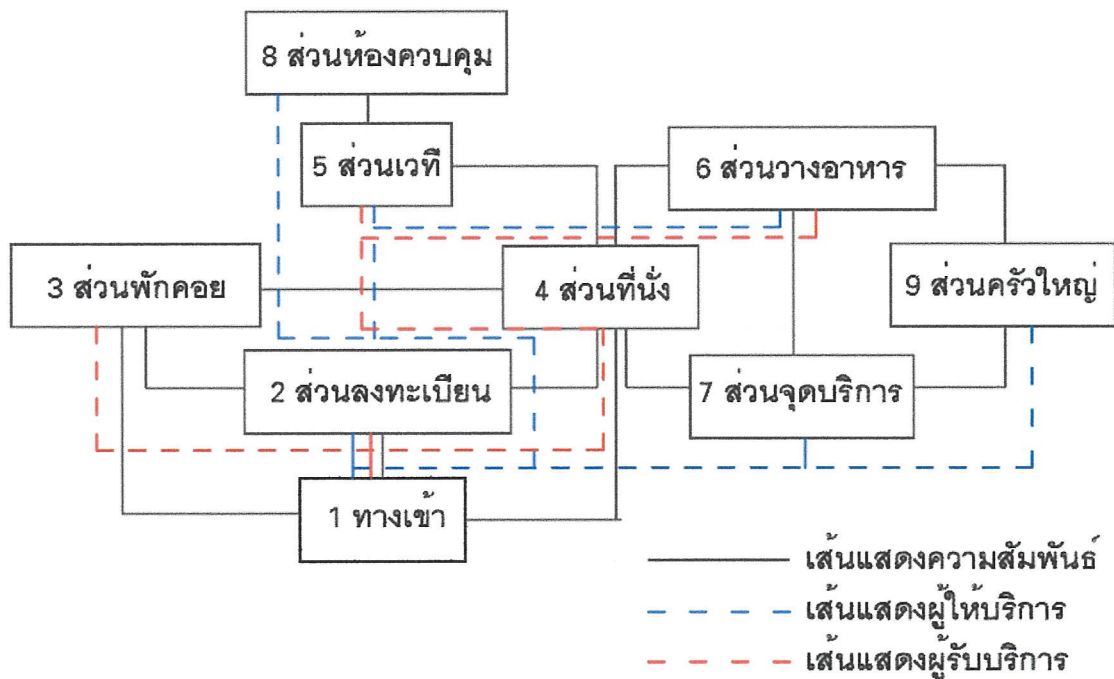 8 ส่วนห้องควบคุม
5 ส่วนเวที
6 ส่วนวางอาหาร
3 ส่วนพักคอย
4 ส่วนที่นั่ง
9 ส่วนครัวใหญ่
2 ส่วนลงทะเบียน
7 ส่วนจุดบริการ
1 ทางเข้า
เส้นแสดงความสัมพันธ์
เส้นแสดงผู้ให้บริการ
เส้นแสดงผู้รับบริการ